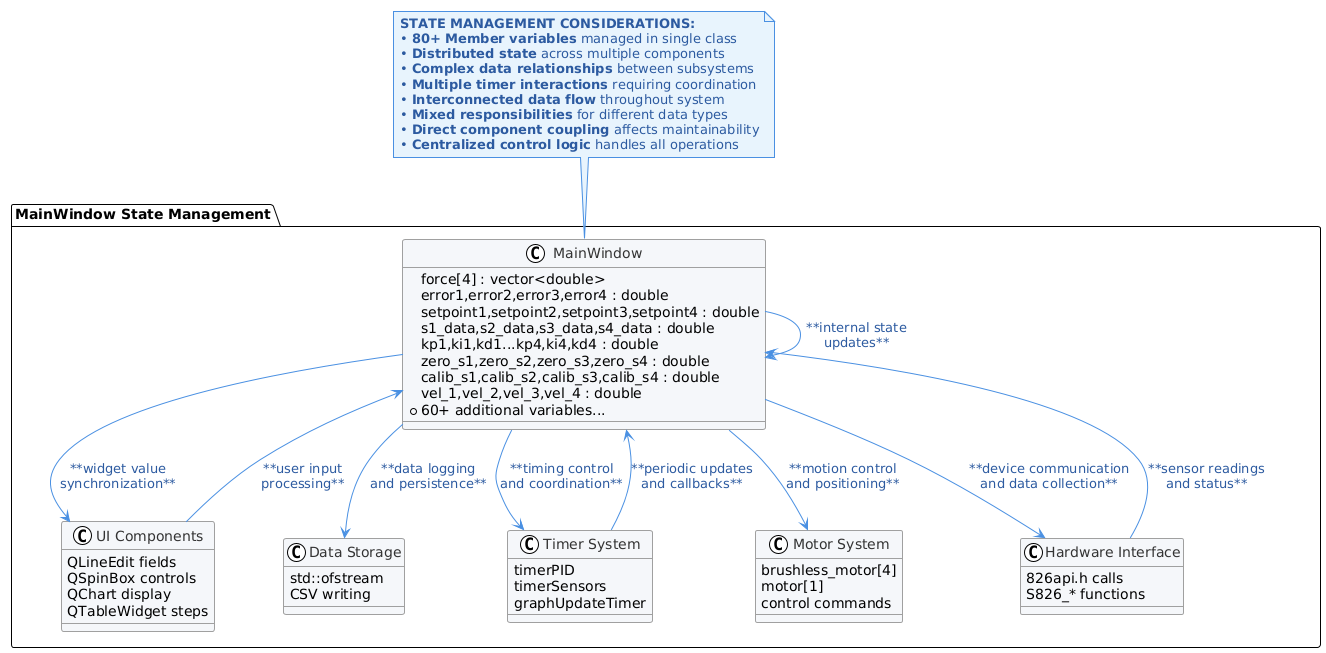 STATE MANAGEMENT CONSIDERATIONS:
• 80+ Member variables managed in single class
• Distributed state across multiple components
• Complex data relationships between subsystems
• Multiple timer interactions requiring coordination
• Interconnected data flow throughout system
• Mixed responsibilities for different data types
• Direct component coupling affects maintainability
• Centralized control logic handles all operations
MainWindow State Management
C MainWindow
force[4] : vector<double>
error1,error2,error3,error4 : double
setpoint1,setpoint2,setpoint3,setpoint4 : double
s1_data,s2_data,s3_data,s4_data : double
kp1,ki1,kd1...kp4,ki4,kd4 : double
zero_s1,zero_s2,zero_s3,zero_s4 : double
calib_s1,calib_s2,calib_s3,calib_s4 : double
vel_1,vel_2,vel_3,vel_4 : double
60+ additional variables...
**internal state
updates**
**widget value
synchronization**
**user input
processing**
**data logging
and persistence**
**timing control
and coordination**
**periodic updates
and callbacks**
**motion control
and positioning**
**device communication
and data collection**
**sensor readings
and status**
C UI Components
QLineEdit fields
QSpinBox controls
QChart display
QTableWidget steps
C Data Storage
std::ofstream
CSV writing
C Timer System
timerPID
timerSensors
graphUpdateTimer
C Motor System
brushless_motor[4]
motor[1]
control commands
C Hardware Interface
826api.h calls
S826_* functions